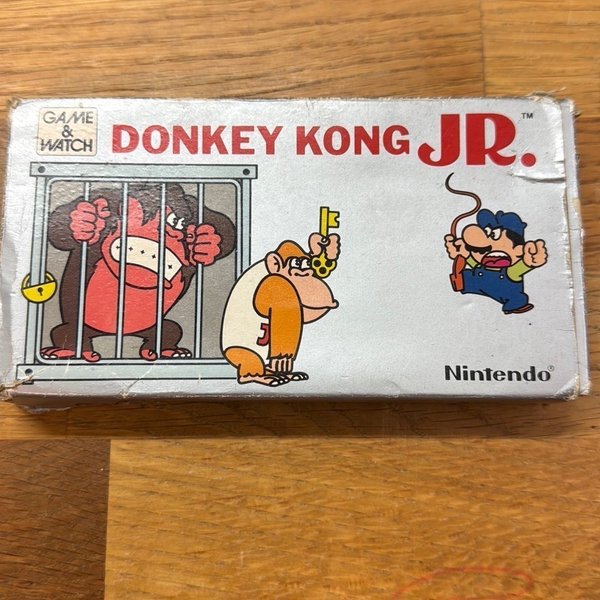 GAME
&
WATCH
DONKEY KONG JR.™
J
Nintendo®